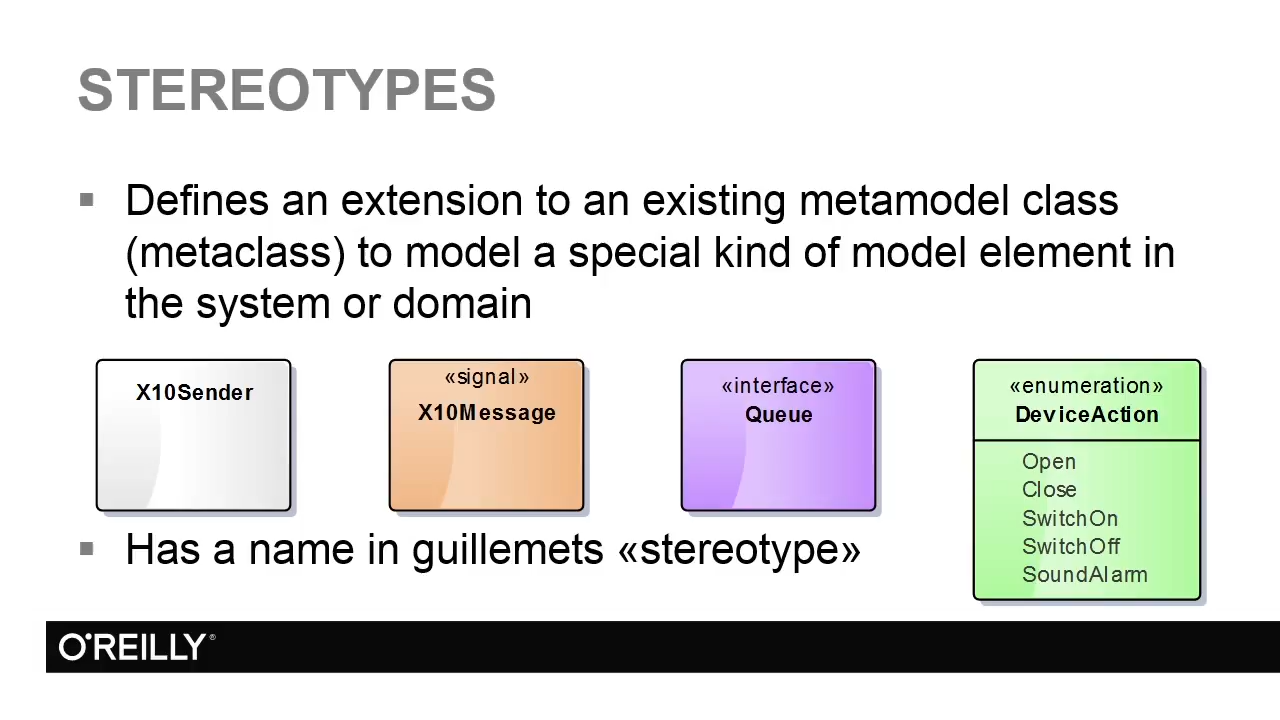 STEREOTYPES
▪ Defines an extension to an existing metamodel class
(metaclass) to model a special kind of model element in
the system or domain
X10Sender
«signal»
X10Message
«interface»
Queue
«enumeration»
DeviceAction
Open
Close
SwitchOn
SwitchOff
SoundAlarm
▪ Has a name in guillemets «stereotype»
O'REILLY®